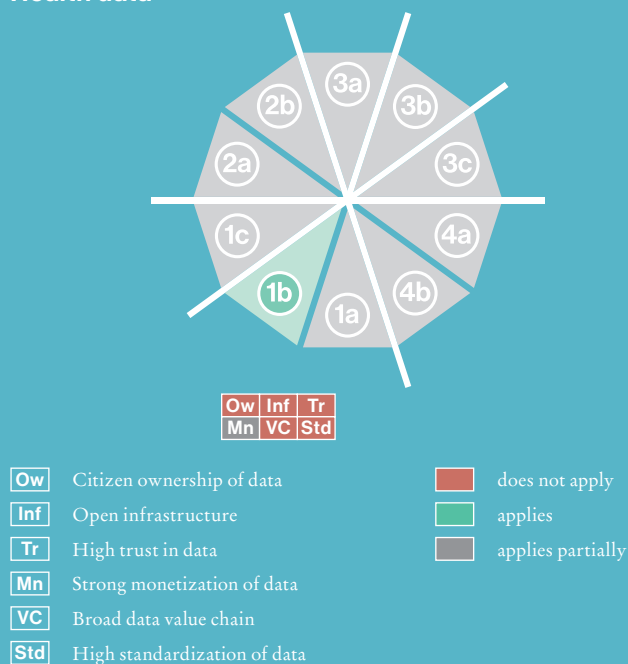 3a
2b
3b
2a
3c
1c
4a
1b
4b
1a
Ow Inf Tr
Mn VC Std
Ow Citizen ownership of data
does not apply
Inf Open infrastructure
applies
Tr High trust in data
applies partially
Mn Strong monetization of data
VC Broad data value chain
Std High standardization of data